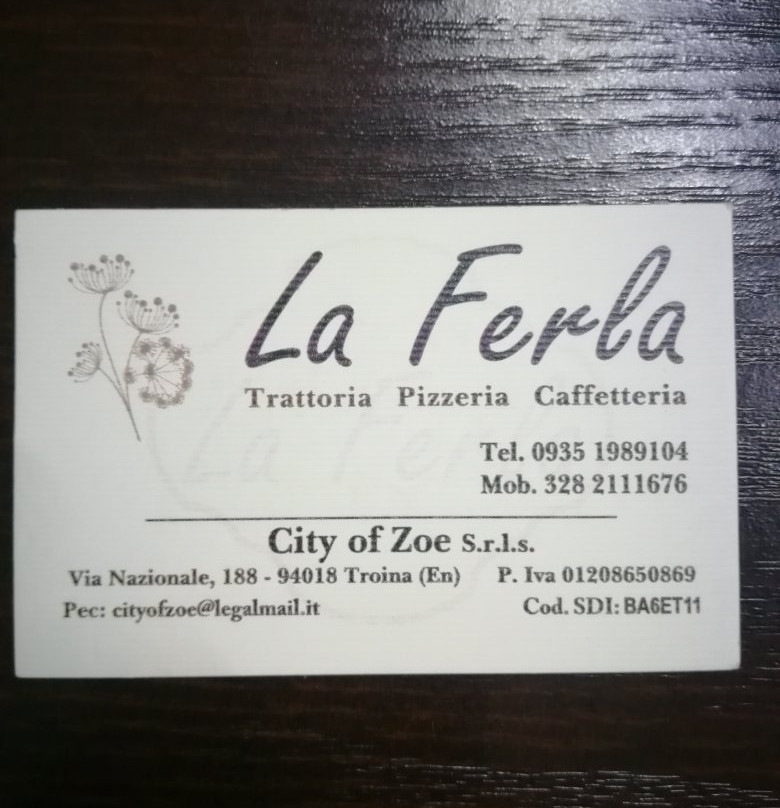 La Ferla
Trattoria Pizzeria Caffetteria
Tel. 0935 1989104
Mob. 328 2111676
City of Zoe S.r.l.s.
Via Nazionale, 188 - 94018 Troina (En) P. Iva 01208650869
Pec: cityofzoe@legalmail.it Cod. SDI: BA6ET11